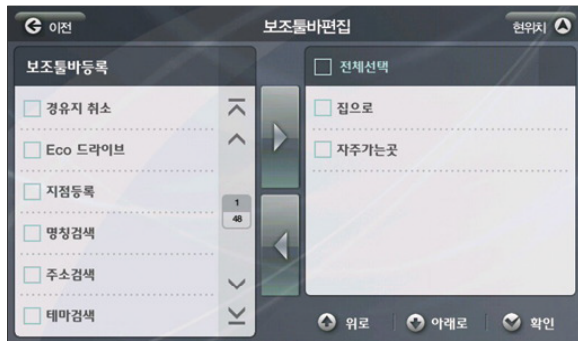 이전
보조툴바편집
현위치
보조툴바등록
경유지 취소
Eco 드라이브
지점등록
명칭검색
주소검색
테마검색
1
48
전체선택
집으로
자주가는곳
위로
아래로
확인